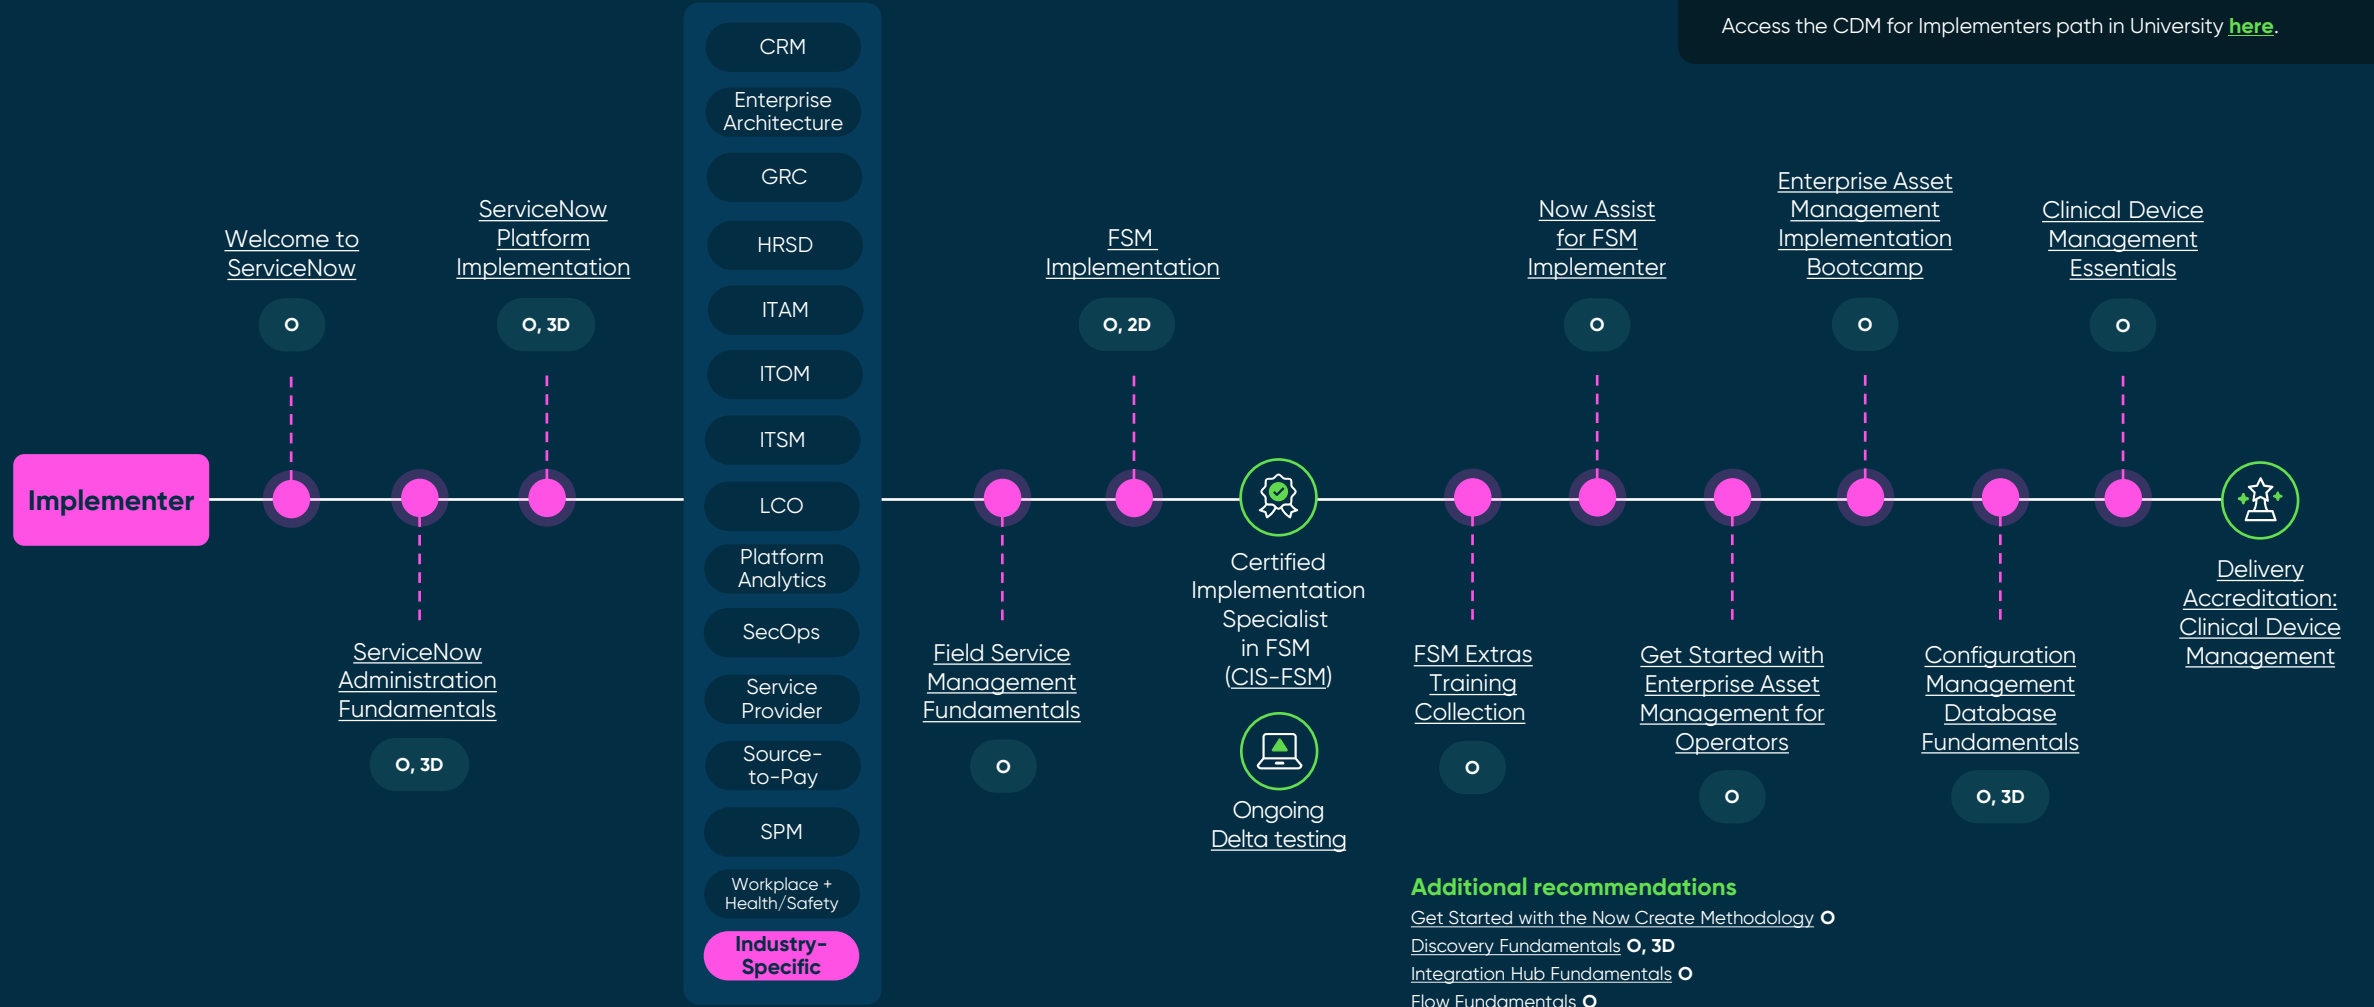 Access the CDM for Implementers path in University here.
CRM
Enterprise
Architecture
GRC
HRSD
ITAM
ITOM
ITSM
LCO
Platform
Analytics
SecOps
Service
Provider
Source-
to-Pay
SPM
Workplace +
Health/Safety
Industry-
Specific
Implementer
Welcome to
ServiceNow
O
ServiceNow
Administration
Fundamentals
O, 3D
ServiceNow
Platform
Implementation
O, 3D
Field Service
Management
Fundamentals
O
FSM
Implementation
O, 2D
Certified
Implementation
Specialist
in FSM
(CIS-FSM)
Ongoing
Delta testing
FSM Extras
Training
Collection
O
Now Assist
for FSM
Implementer
O
Get Started with
Enterprise Asset
Management for
Operators
O
Enterprise Asset
Management
Implementation
Bootcamp
O
Configuration
Management
Database
Fundamentals
O, 3D
Clinical Device
Management
Essentials
O
Delivery
Accreditation:
Clinical Device
Management
Additional recommendations
Get Started with the Now Create Methodology O
Discovery Fundamentals O, 3D
Integration Hub Fundamentals O
Flow Fundamentals O